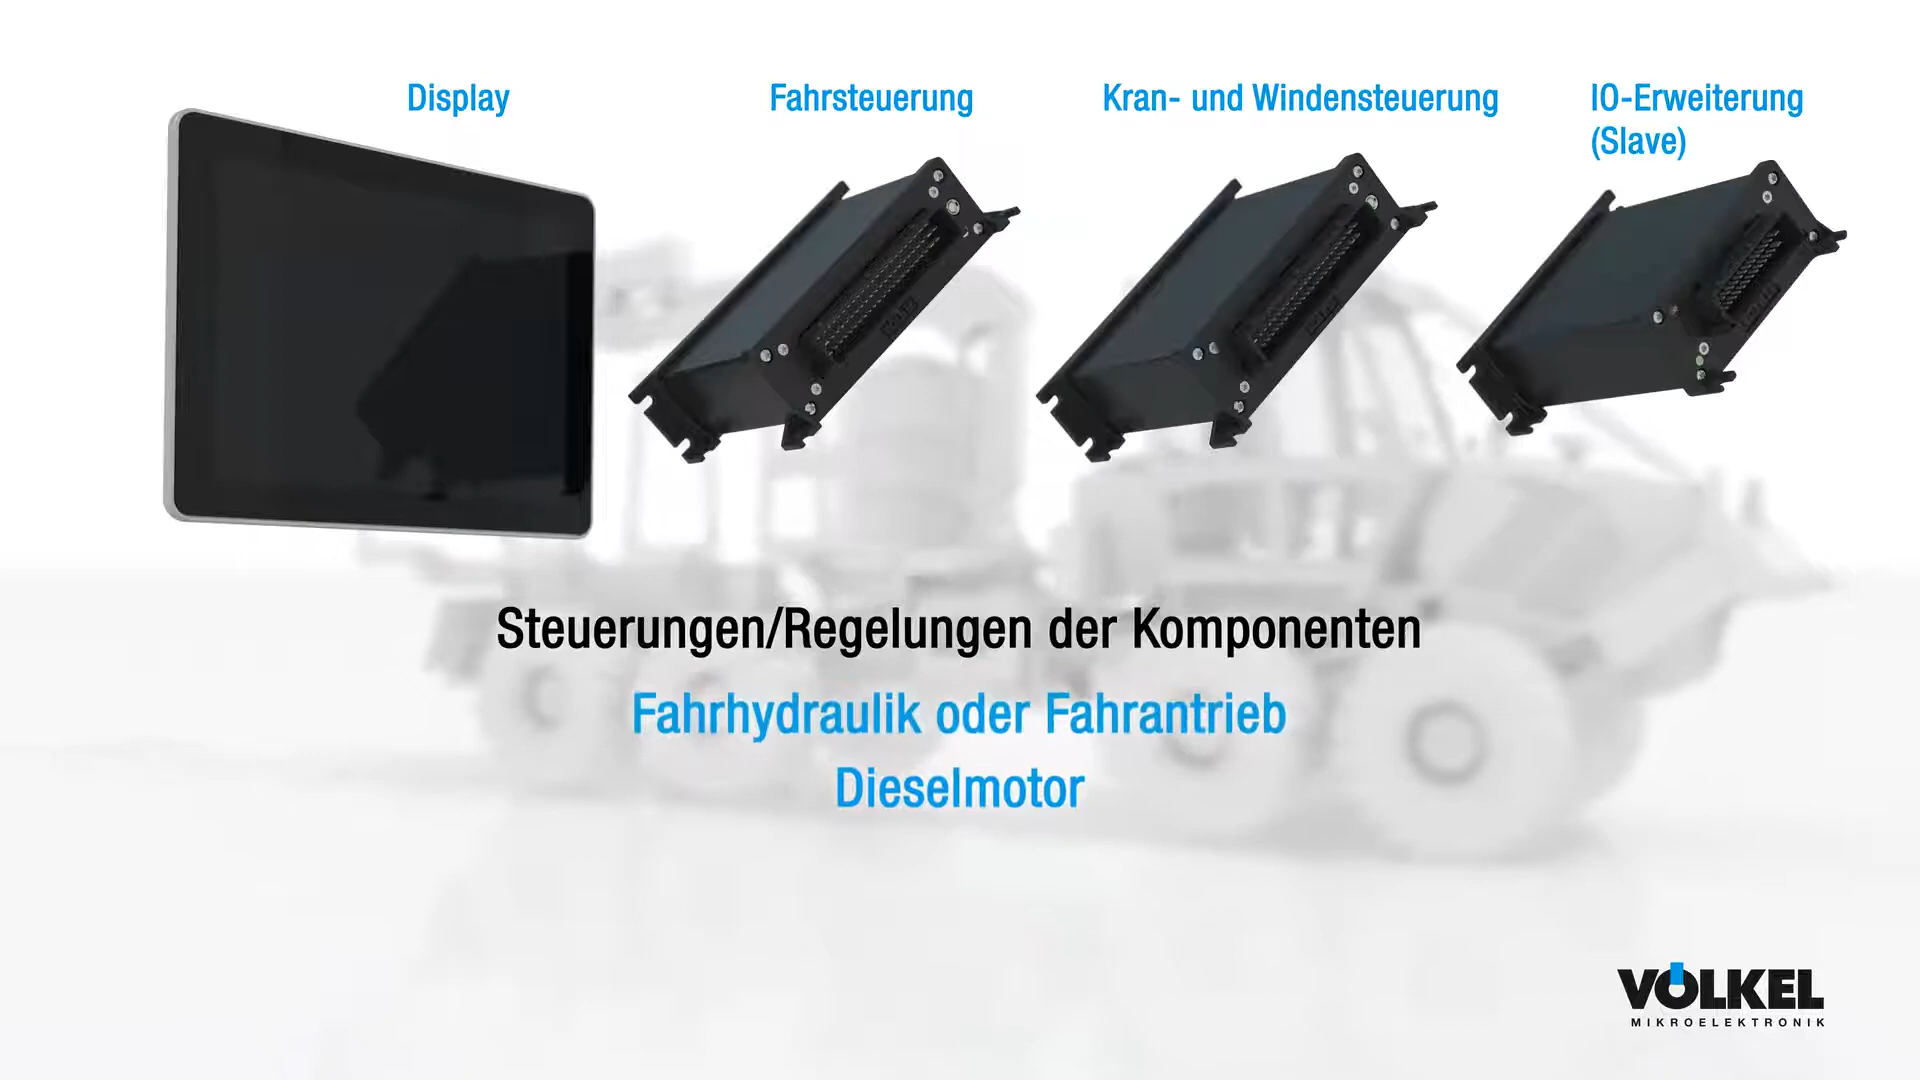 Display
Fahrsteuerung
Kran- und Windensteuerung
IO-Erweiterung
(Slave)
Steuerungen/Regelungen der Komponenten
Fahrhydraulik oder Fahrantrieb
Dieselmotor
VÖLKEL
MIKROELEKTRONIK